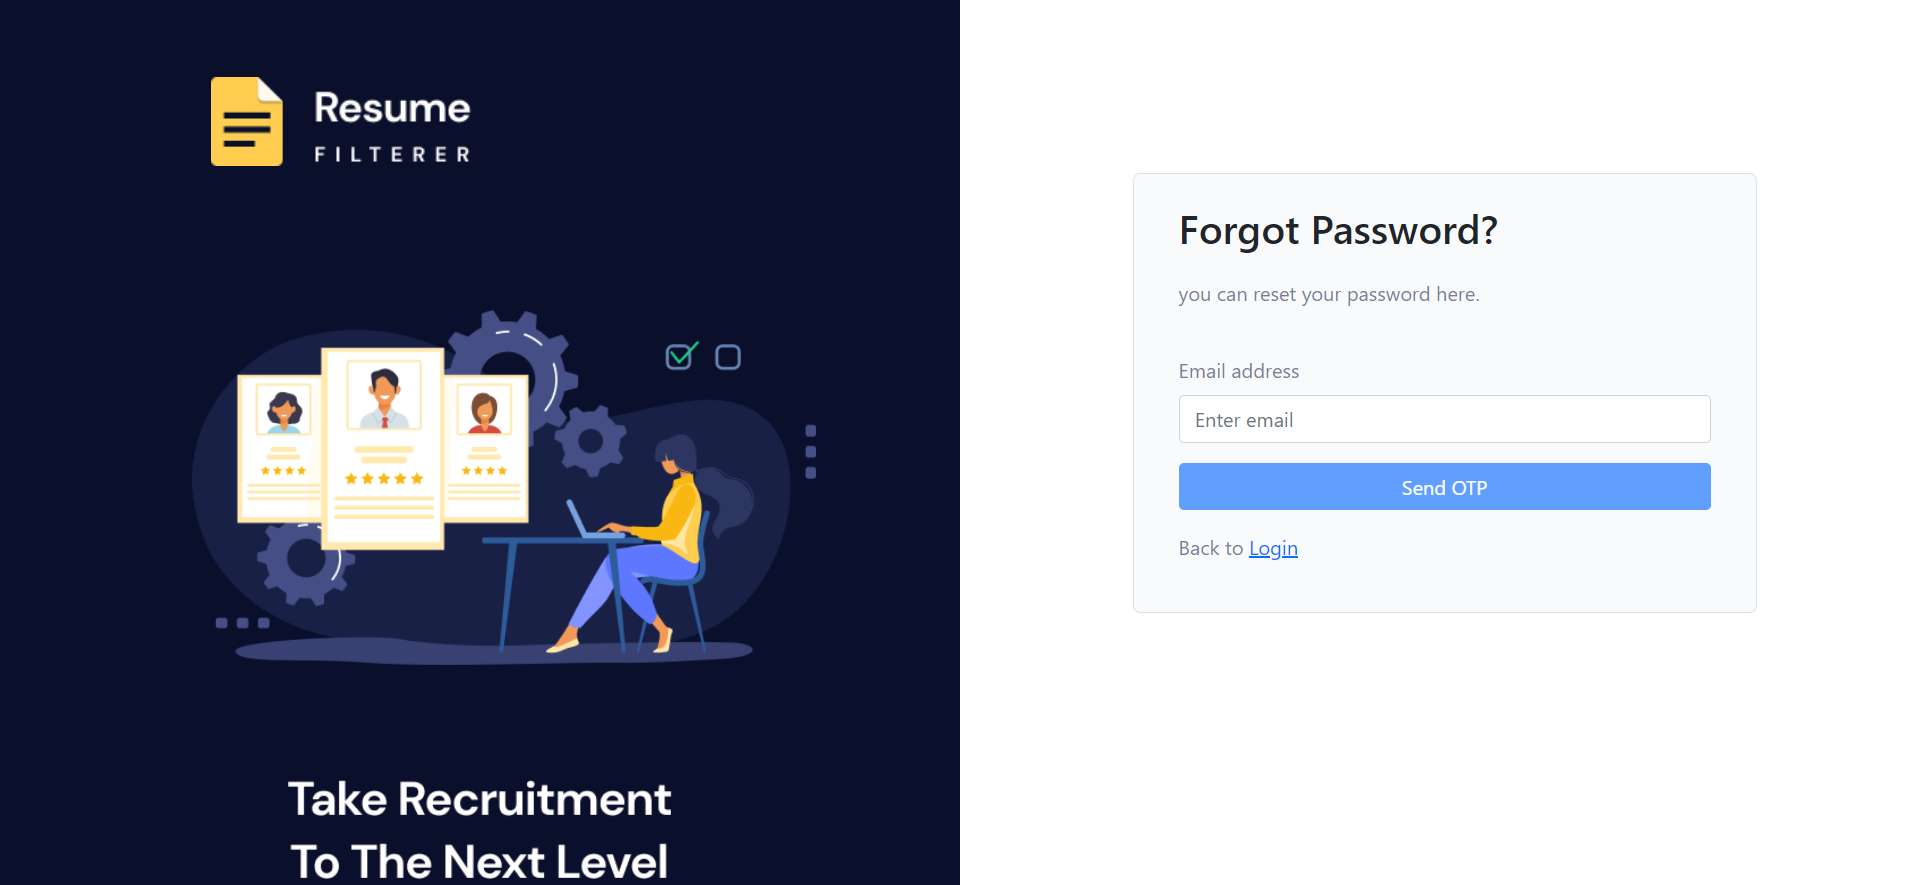 Resume
FILTERER
Take Recruitment
To The Next Level
Forgot Password?
you can reset your password here.
Email address
Enter email
Send OTP
Back to Login